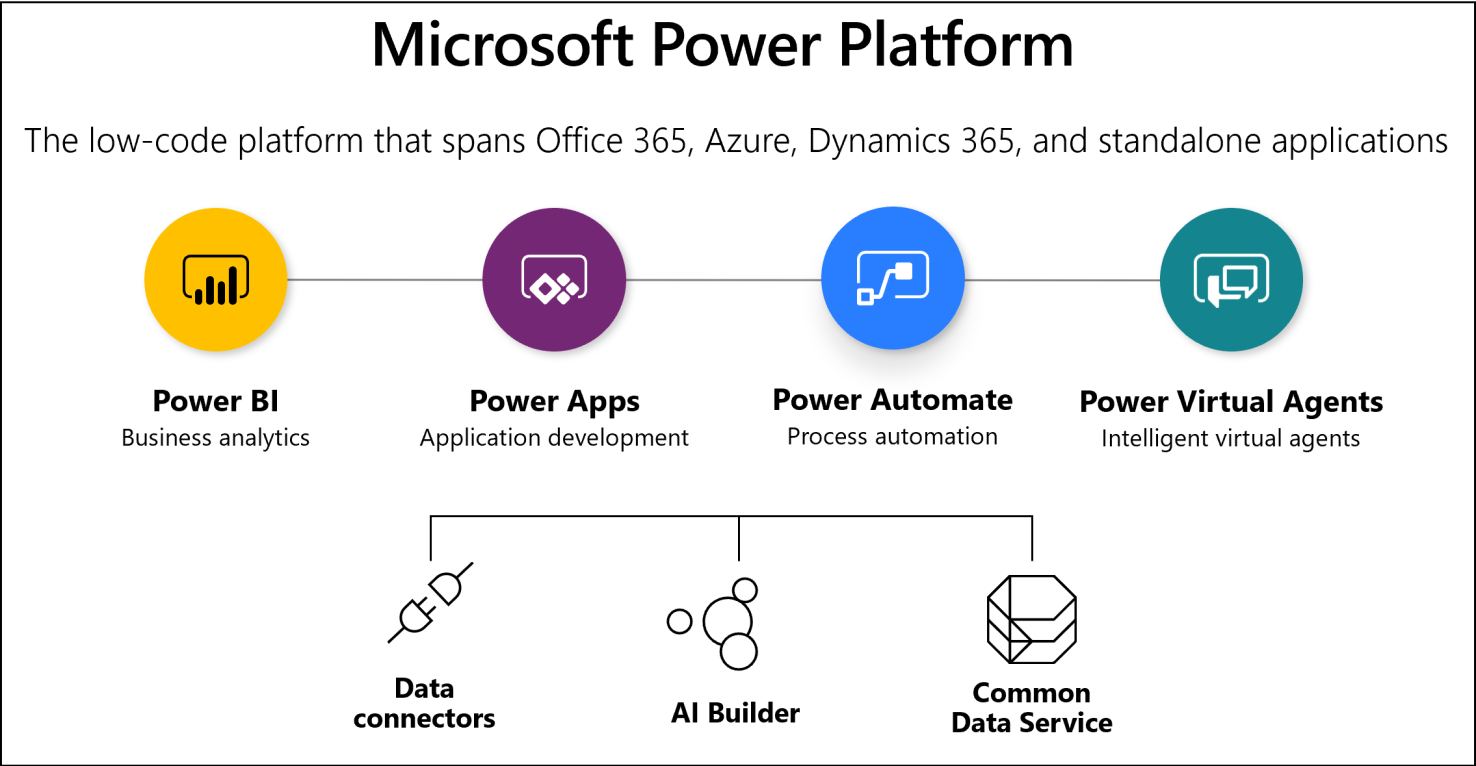 Microsoft Power Platform
The low-code platform that spans Office 365, Azure, Dynamics 365, and standalone applications
Power BI
Business analytics
Power Apps
Application development
Power Automate
Process automation
Power Virtual Agents
Intelligent virtual agents
Data
connectors
AI Builder
Common
Data Service